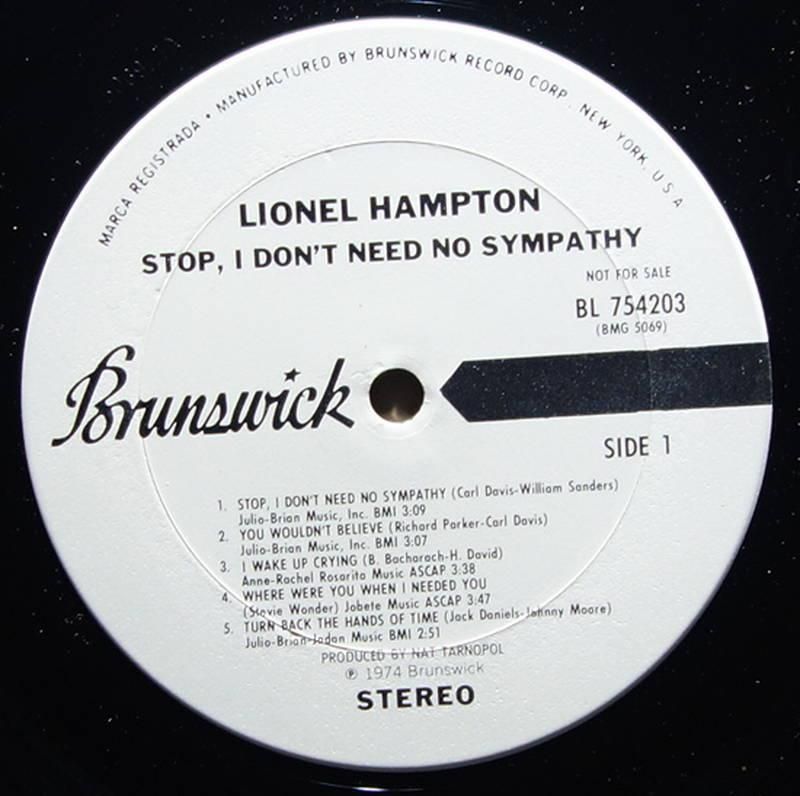 MARCA REGISTRADA • MANUFACTURED BY BRUNSWICK RECORD CORP. NEW YORK, U.S.A
LIONEL HAMPTON
STOP, I DON'T NEED NO SYMPATHY
NOT FOR SALE
BL 754203
(BMG 5069)
Brunswick
SIDE 1
1. STOP, I DON'T NEED NO SYMPATHY (Carl Davis-William Sanders)
Julio-Brian Music, Inc. BMI 3:09
2. YOU WOULDN'T BELIEVE (Richard Parker-Carl Davis)
Julio-Brian Music, Inc. BMI 3:07
3. I WAKE UP CRYING (B. Bacharach-H. David)
Anne-Rachel Rosarita Music ASCAP 3:38
4. WHERE WERE YOU WHEN I NEEDED YOU
(Stevie Wonder) Jobete Music ASCAP 3:47
5. TURN BACK THE HANDS OF TIME (Jack Daniels-Johnny Moore)
Julio-Brian-Jadan Music BMI 2:51
PRODUCED BY NAT TARNOPOL
℗ 1974 Brunswick
STEREO